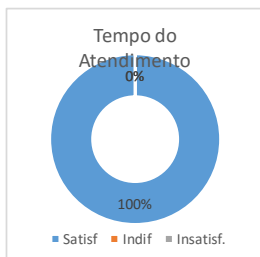 Tempo do
Atendimento
0%
100%
Satisf Indif Insatisf.